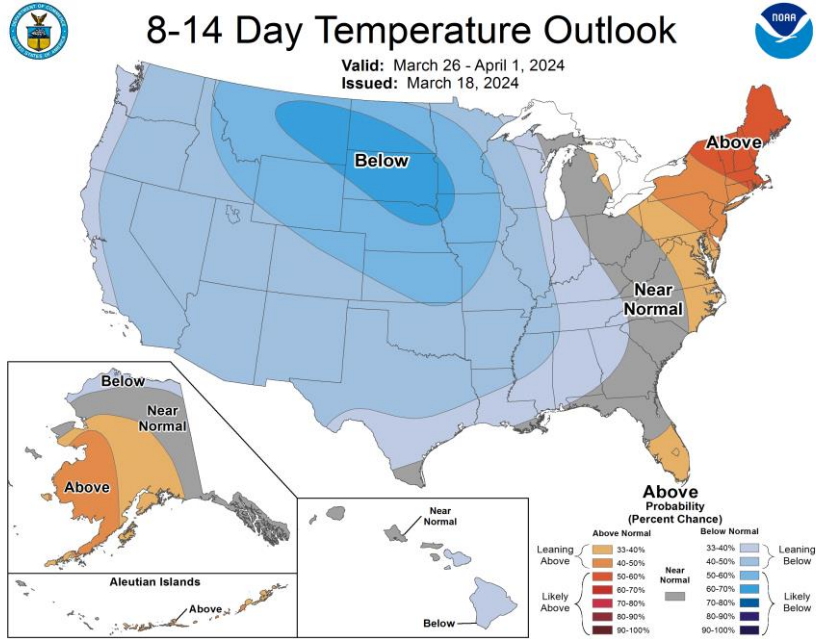 8-14 Day Temperature Outlook
Valid: March 26 - April 1, 2024
Issued: March 18, 2024
NOAA
Below
Above
Near
Normal
Below
Near
Normal
Above
Aleutian Islands
Above
Near
Normal
Below
Above
Probability
(Percent Chance)
Above Normal
Below Normal
Leaning
Above
33-40%
40-50%
50-60%
60-70%
70-80%
80-90%
90-100%
Likely
Above
Near
Normal
33-40%
40-50%
50-60%
60-70%
70-80%
80-90%
90-100%
Leaning
Below
Likely
Below